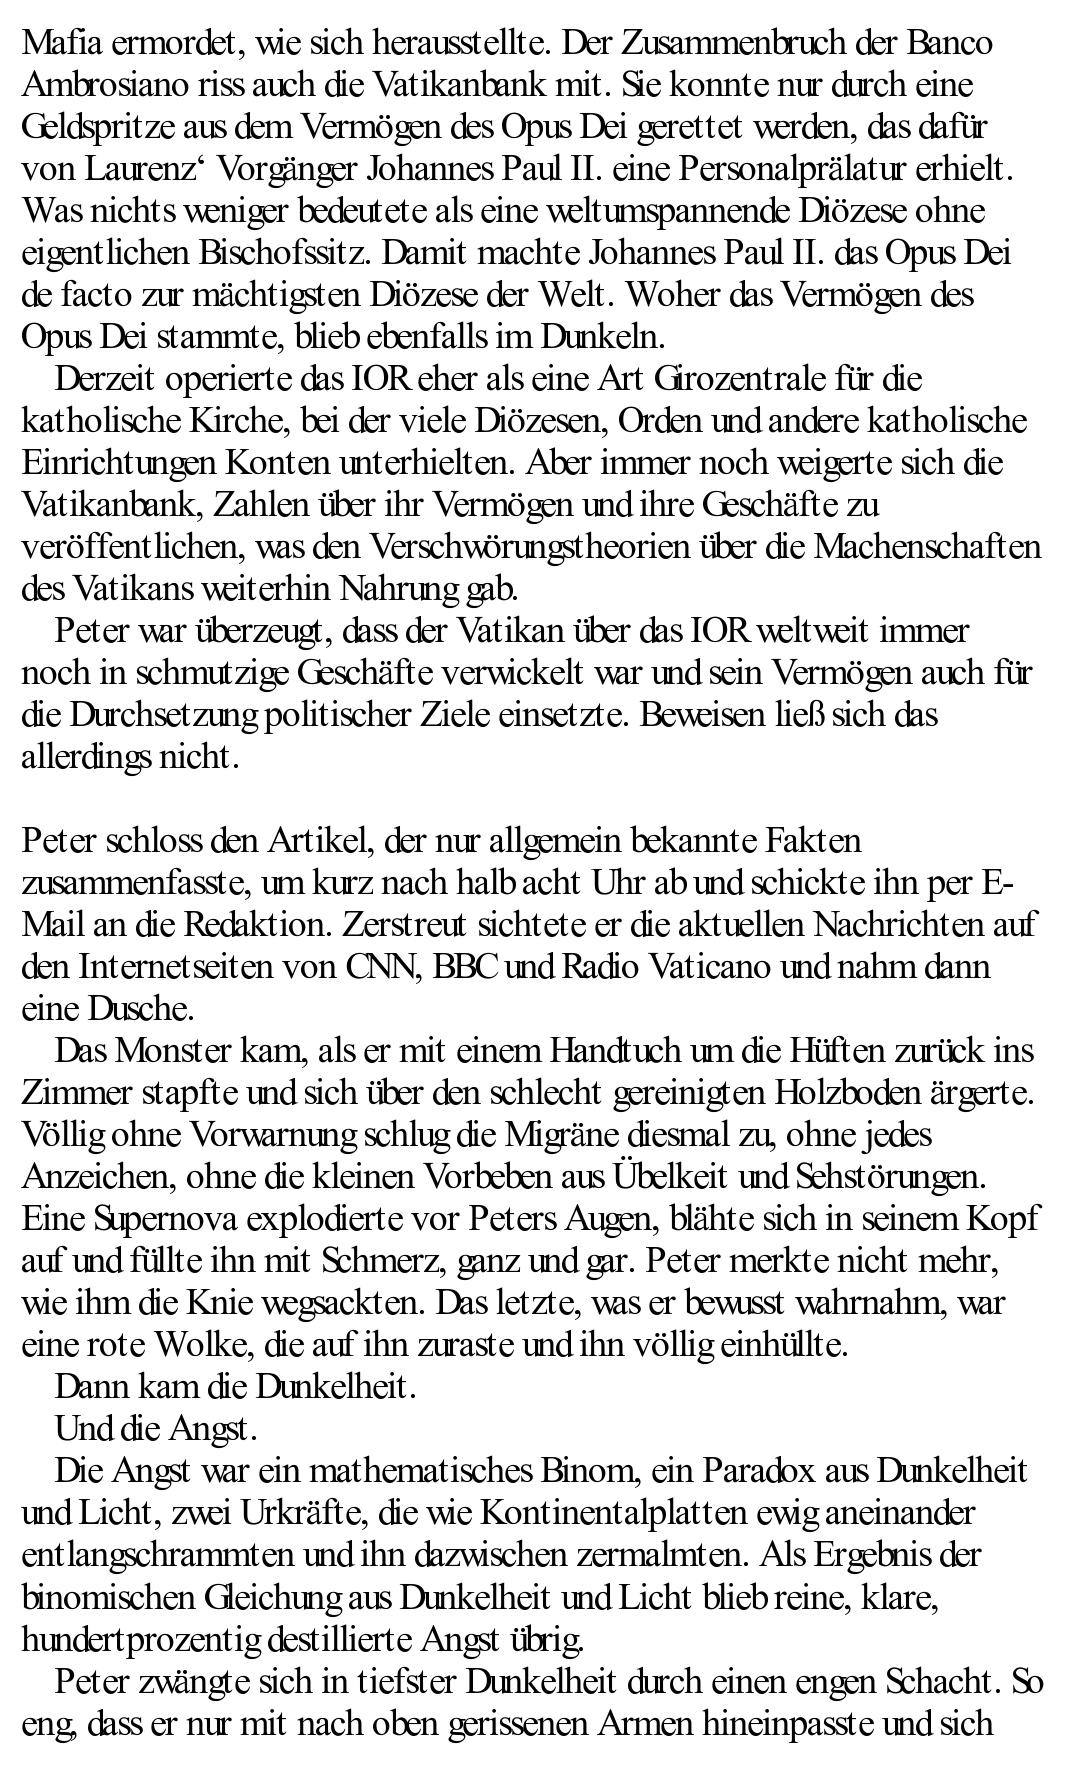 Mafia ermordet, wie sich herausstellte. Der Zusammenbruch der Banco
Ambrosiano riss auch die Vatikanbank mit. Sie konnte nur durch eine
Geldspritze aus dem Vermögen des Opus Dei gerettet werden, das dafür
von Laurenz‘ Vorgänger Johannes Paul II. eine Personalprälatur erhielt.
Was nichts weniger bedeutete als eine weltumspannende Diözese ohne
eigentlichen Bischofssitz. Damit machte Johannes Paul II. das Opus Dei
de facto zur mächtigsten Diözese der Welt. Woher das Vermögen des
Opus Dei stammte, blieb ebenfalls im Dunkeln.
Derzeit operierte das IOR eher als eine Art Girozentrale für die
katholische Kirche, bei der viele Diözesen, Orden und andere katholische
Einrichtungen Konten unterhielten. Aber immer noch weigerte sich die
Vatikanbank, Zahlen über ihr Vermögen und ihre Geschäfte zu
veröffentlichen, was den Verschwörungstheorien über die Machenschaften
des Vatikans weiterhin Nahrung gab.
Peter war überzeugt, dass der Vatikan über das IOR weltweit immer
noch in schmutzige Geschäfte verwickelt war und sein Vermögen auch für
die Durchsetzung politischer Ziele einsetzte. Beweisen ließ sich das
allerdings nicht.
Peter schloss den Artikel, der nur allgemein bekannte Fakten
zusammenfasste, um kurz nach halb acht Uhr ab und schickte ihn per E-
Mail an die Redaktion. Zerstreut sichtete er die aktuellen Nachrichten auf
den Internetseiten von CNN, BBC und Radio Vaticano und nahm dann
eine Dusche.
Das Monster kam, als er mit einem Handtuch um die Hüften zurück ins
Zimmer stapfte und sich über den schlecht gereinigten Holzboden ärgerte.
Völlig ohne Vorwarnung schlug die Migräne diesmal zu, ohne jedes
Anzeichen, ohne die kleinen Vorbeben aus Übelkeit und Sehstörungen.
Eine Supernova explodierte vor Peters Augen, blähte sich in seinem Kopf
auf und füllte ihn mit Schmerz, ganz und gar. Peter merkte nicht mehr,
wie ihm die Knie wegsackten. Das letzte, was er bewusst wahrnahm, war
eine rote Wolke, die auf ihn zuraste und ihn völlig einhüllte.
Dann kam die Dunkelheit.
Und die Angst.
Die Angst war ein mathematisches Binom, ein Paradox aus Dunkelheit
und Licht, zwei Urkräfte, die wie Kontinentalplatten ewig aneinander
entlangschrammten und ihn dazwischen zermalmten. Als Ergebnis der
binomischen Gleichung aus Dunkelheit und Licht blieb reine, klare,
hundertprozentig destillierte Angst übrig.
Peter zwängte sich in tiefster Dunkelheit durch einen engen Schacht. So
eng, dass er nur mit nach oben gerissenen Armen hineinpasste und sich